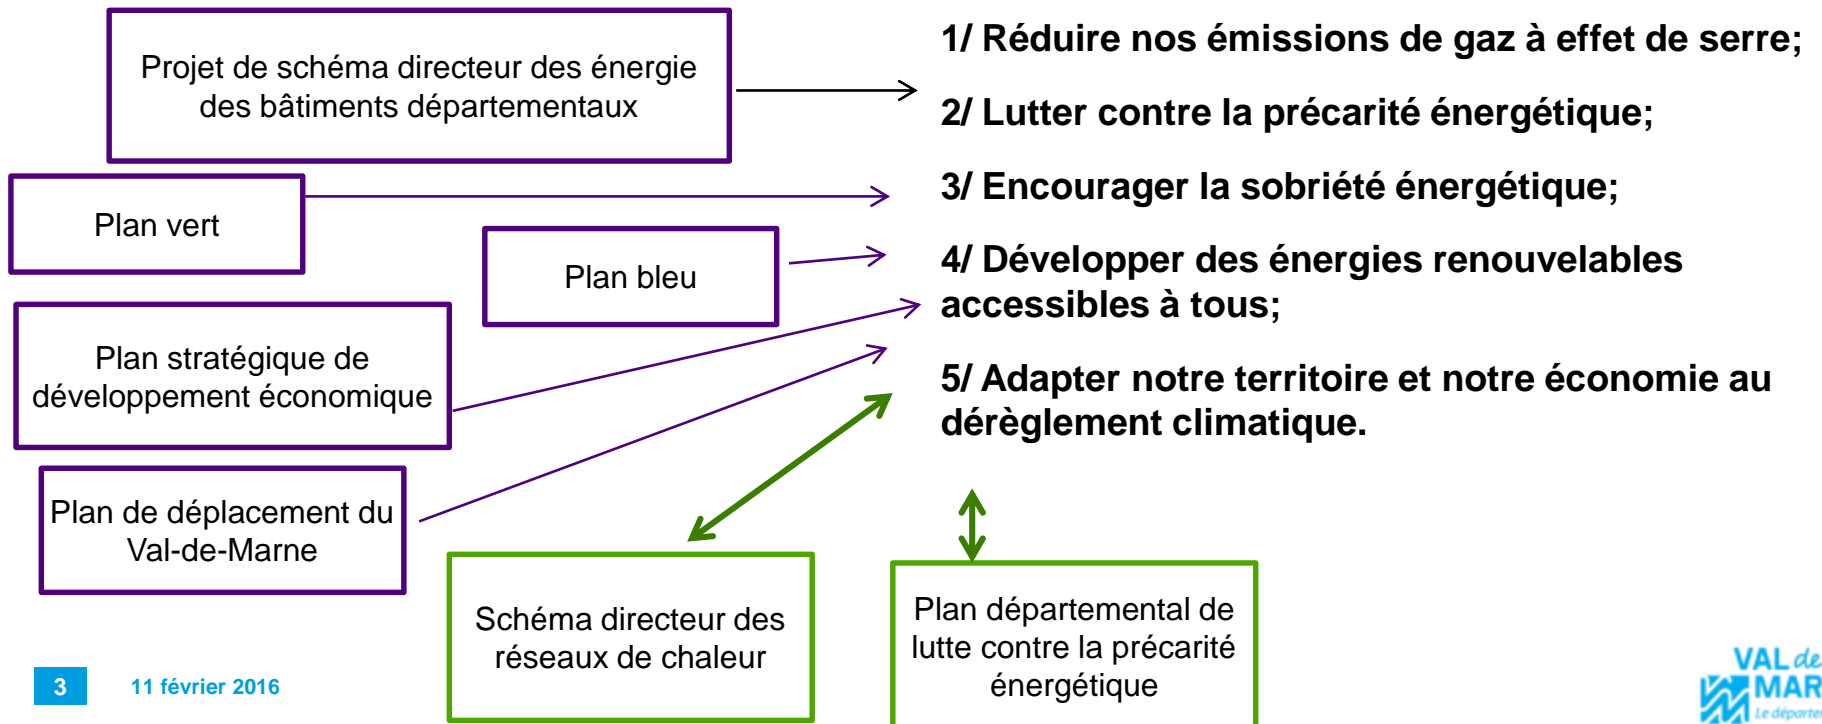 Projet de schéma directeur des énergie
des bâtiments départementaux
Plan vert
Plan bleu
Plan stratégique de
développement économique
Plan de déplacement du
Val-de-Marne
Schéma directeur des
réseaux de chaleur
Plan départemental de
lutte contre la précarité
énergétique
1/ Réduire nos émissions de gaz à effet de serre;
2/ Lutter contre la précarité énergétique;
3/ Encourager la sobriété énergétique;
4/ Développer des énergies renouvelables
accessibles à tous;
5/ Adapter notre territoire et notre économie au
dérèglement climatique.
3 11 février 2016
VAL de
MAR
Le départe